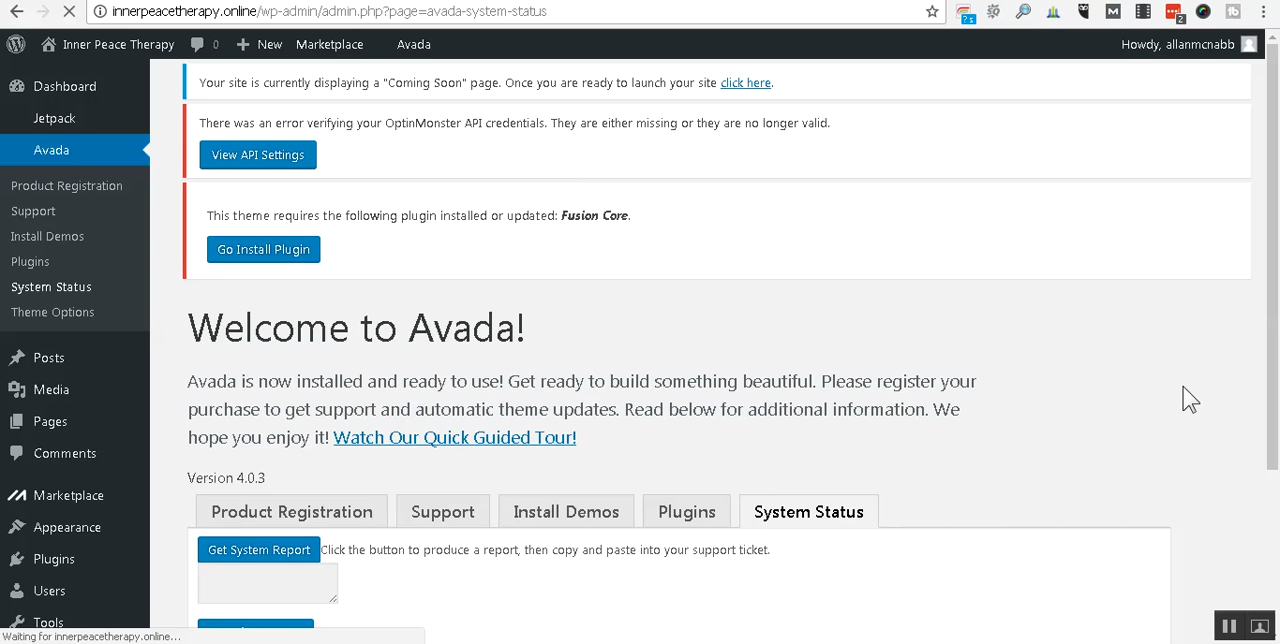 innerpeacetherapy.online/wp-admin/admin.php?page=avada-system-status
Inner Peace Therapy 0 New Marketplace Avada Howdy, allanmcnabb
Dashboard
Jetpack
Avada
Product Registration
Support
Install Demos
Plugins
System Status
Theme Options
Posts
Media
Pages
Comments
Marketplace
Appearance
Plugins
Users
Tools
Your site is currently displaying a "Coming Soon" page. Once you are ready to launch your site click here.
There was an error verifying your OptinMonster API credentials. They are either missing or they are no longer valid.
View API Settings
This theme requires the following plugin installed or updated: Fusion Core.
Go Install Plugin
Welcome to Avada!
Avada is now installed and ready to use! Get ready to build something beautiful. Please register your
purchase to get support and automatic theme updates. Read below for additional information. We
hope you enjoy it! Watch Our Quick Guided Tour!
Version 4.0.3
Product Registration Support Install Demos Plugins System Status
Get System Report Click the button to produce a report, then copy and paste into your support ticket.
Waiting for innerpeacetherapy.online...